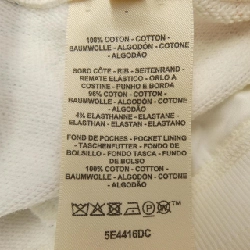 100% COTON - COTTON -
BAUMWOLLE - ALGODÓN - COTONE
- ALGODÃO
BORD CÔTE - RIB - SEITENRAND -
REMATE ELÁSTICO - ORLO A
COSTINE - PUNHO E BORDA
96% COTON - COTTON -
BAUMWOLLE - ALGODÓN - COTONE
- ALGODÃO
4% ELASTHANNE - ELASTANE -
ELASTHAN - ELASTAN - ELASTANE
FOND DE POCHES - POCKET LINING
- TASCHENFUTTER - FONDO DE
BOLSILLO - FONDO TASCA - FUNDO
DE BOLSO
100% COTON - COTTON -
BAUMWOLLE - ALGODÓN - COTONE
- ALGODÃO
5E4416DC